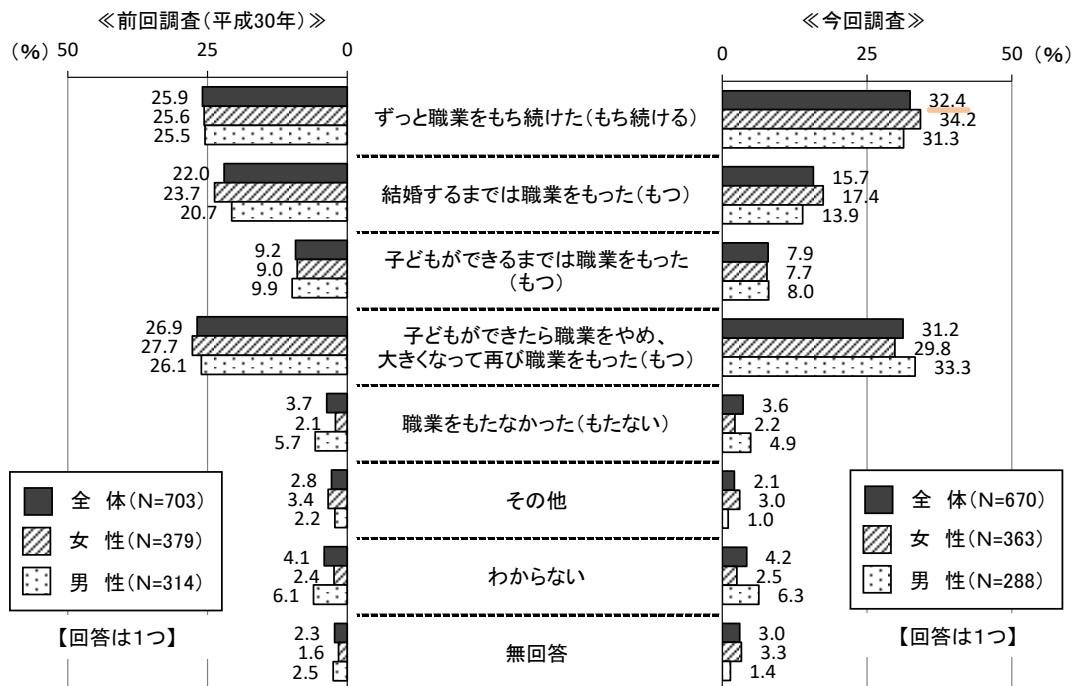 ≪前回調査(平成30年)≫
≪今回調査≫
(%) 50 25 0
0 25 50 (%)
25.9
25.6
25.5
ずっと職業をもち続けた(もち続ける)
32.4
34.2
31.3
22.0
23.7
20.7
結婚するまでは職業をもった(もつ)
15.7
17.4
13.9
9.2
9.0
9.9
子どもができるまでは職業をもった
(もつ)
7.9
7.7
8.0
26.9
27.7
26.1
子どもができたら職業をやめ、
大きくなって再び職業をもった(もつ)
31.2
29.8
33.3
3.7
2.1
5.7
職業をもたなかった(もたない)
3.6
2.2
4.9
2.8
3.4
2.2
その他
2.1
3.0
1.0
4.1
2.4
6.1
わからない
4.2
2.5
6.3
2.3
1.6
2.5
無回答
3.0
3.3
1.4
全 体(N=703)
女 性(N=379)
男 性(N=314)
【回答は1つ】
全 体(N=670)
女 性(N=363)
男 性(N=288)
【回答は1つ】